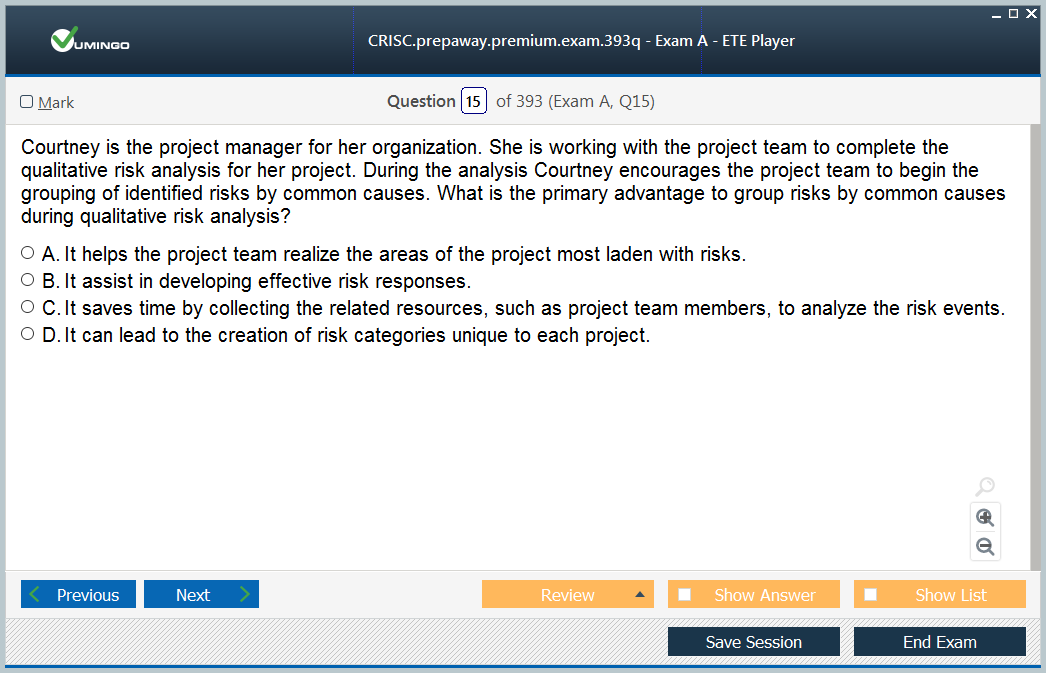 VUMINGO
CRISC.prepaway.premium.exam.393q - Exam A - ETE Player
Mark
Question 15 of 393 (Exam A, Q15)
Courtney is the project manager for her organization. She is working with the project team to complete the
qualitative risk analysis for her project. During the analysis Courtney encourages the project team to begin the
grouping of identified risks by common causes. What is the primary advantage to group risks by common causes
during qualitative risk analysis?
A. It helps the project team realize the areas of the project most laden with risks.
B. It assist in developing effective risk responses.
C. It saves time by collecting the related resources, such as project team members, to analyze the risk events.
D. It can lead to the creation of risk categories unique to each project.
Previous
Next
Review
Show Answer
Show List
Save Session
End Exam